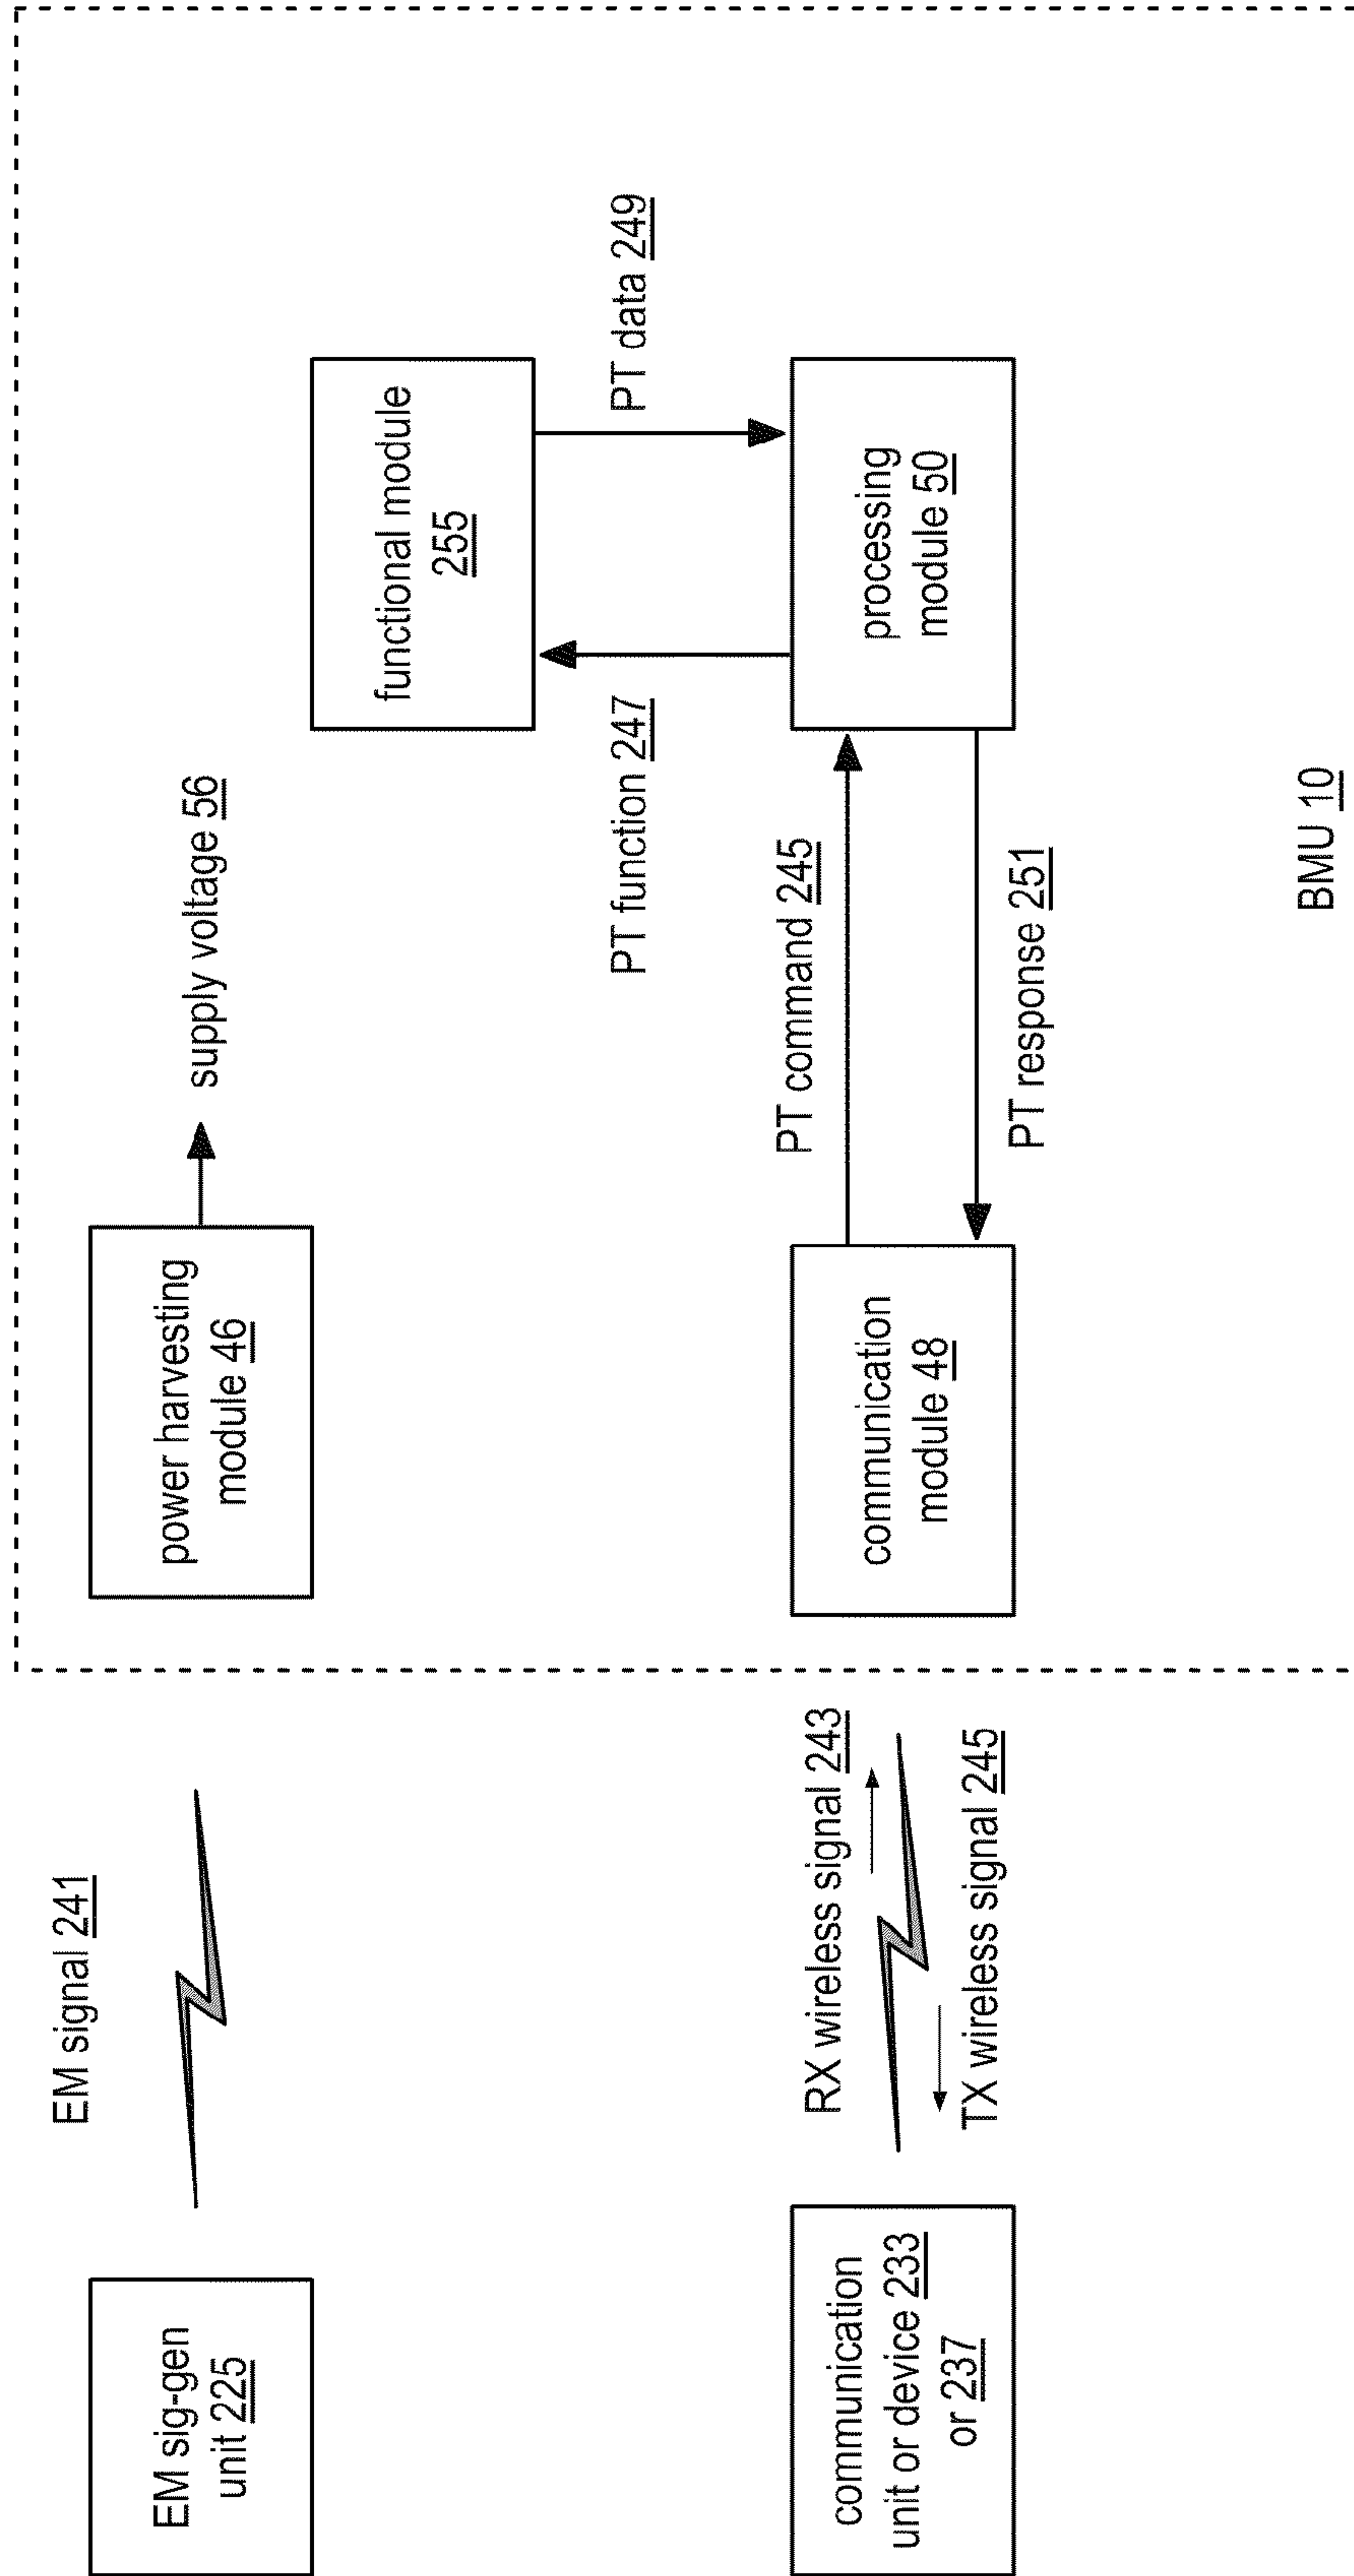 EM sig-gen
unit 225
EM signal 241
power harvesting
module 46
supply voltage 56
functional module
255
PT function 247
PT data 249
communication
unit or device 233
or 237
RX wireless signal 243
TX wireless signal 245
communication
module 48
PT command 245
PT response 251
processing
module 50
BMU 10